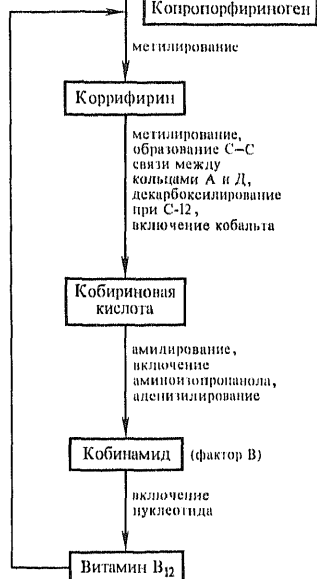 Копропорфириноген
метилирование
Коррифирин
метилирование,
образование С–С
связи между
кольцами А и Д,
декарбоксилирование
при С-12,
включение кобальта
Кобириновая
кислота
амидирование,
включение
аминоизопропанола,
аденизилирование
Кобинамид (фактор В)
включение
нуклеотида
Витамин B₁₂